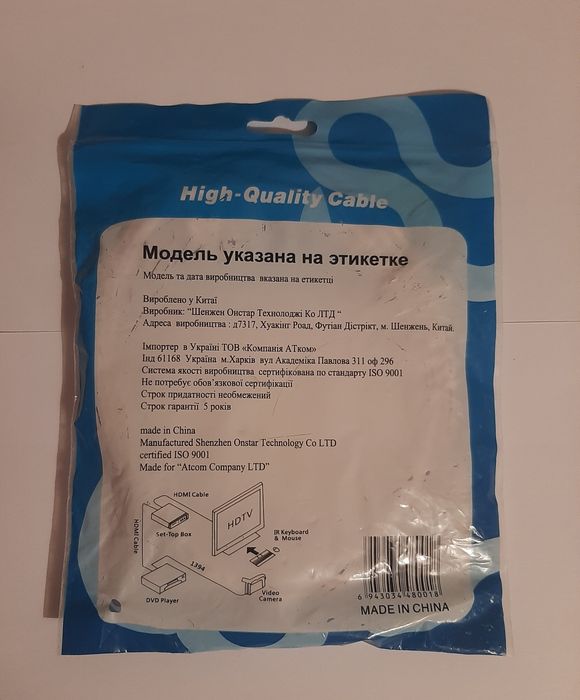 High-Quality Cable
Модель указана на этикетке
Модель та дата виробництва вказана на етикетці
Вироблено у Китаї
Виробник: “Шенжен Онстар Технолоджі Ко ЛТД “
Адреса виробництва : д7317, Хуакінг Роад, Футіан Дістрікт, м. Шенжень, Китай.
Імпортер в Україні ТОВ «Компанія АТком»
Інд 61168 Україна м.Харків вул Академіка Павлова 311 оф 296
Система якості виробництва сертифікована по стандарту ISO 9001
Не потребує обов’язкової сертифікації
Строк придатності необмежений
Строк гарантії 5 років
made in China
Manufactured Shenzhen Onstar Technology Co LTD
certified ISO 9001
Made for “Atcom Company LTD”
HDMI Cable
HDTV
IR Keyboard
& Mouse
Set-Top Box
HDMI Cable
1394
DVD Player
Video
Camera
6 943034 480018
MADE IN CHINA